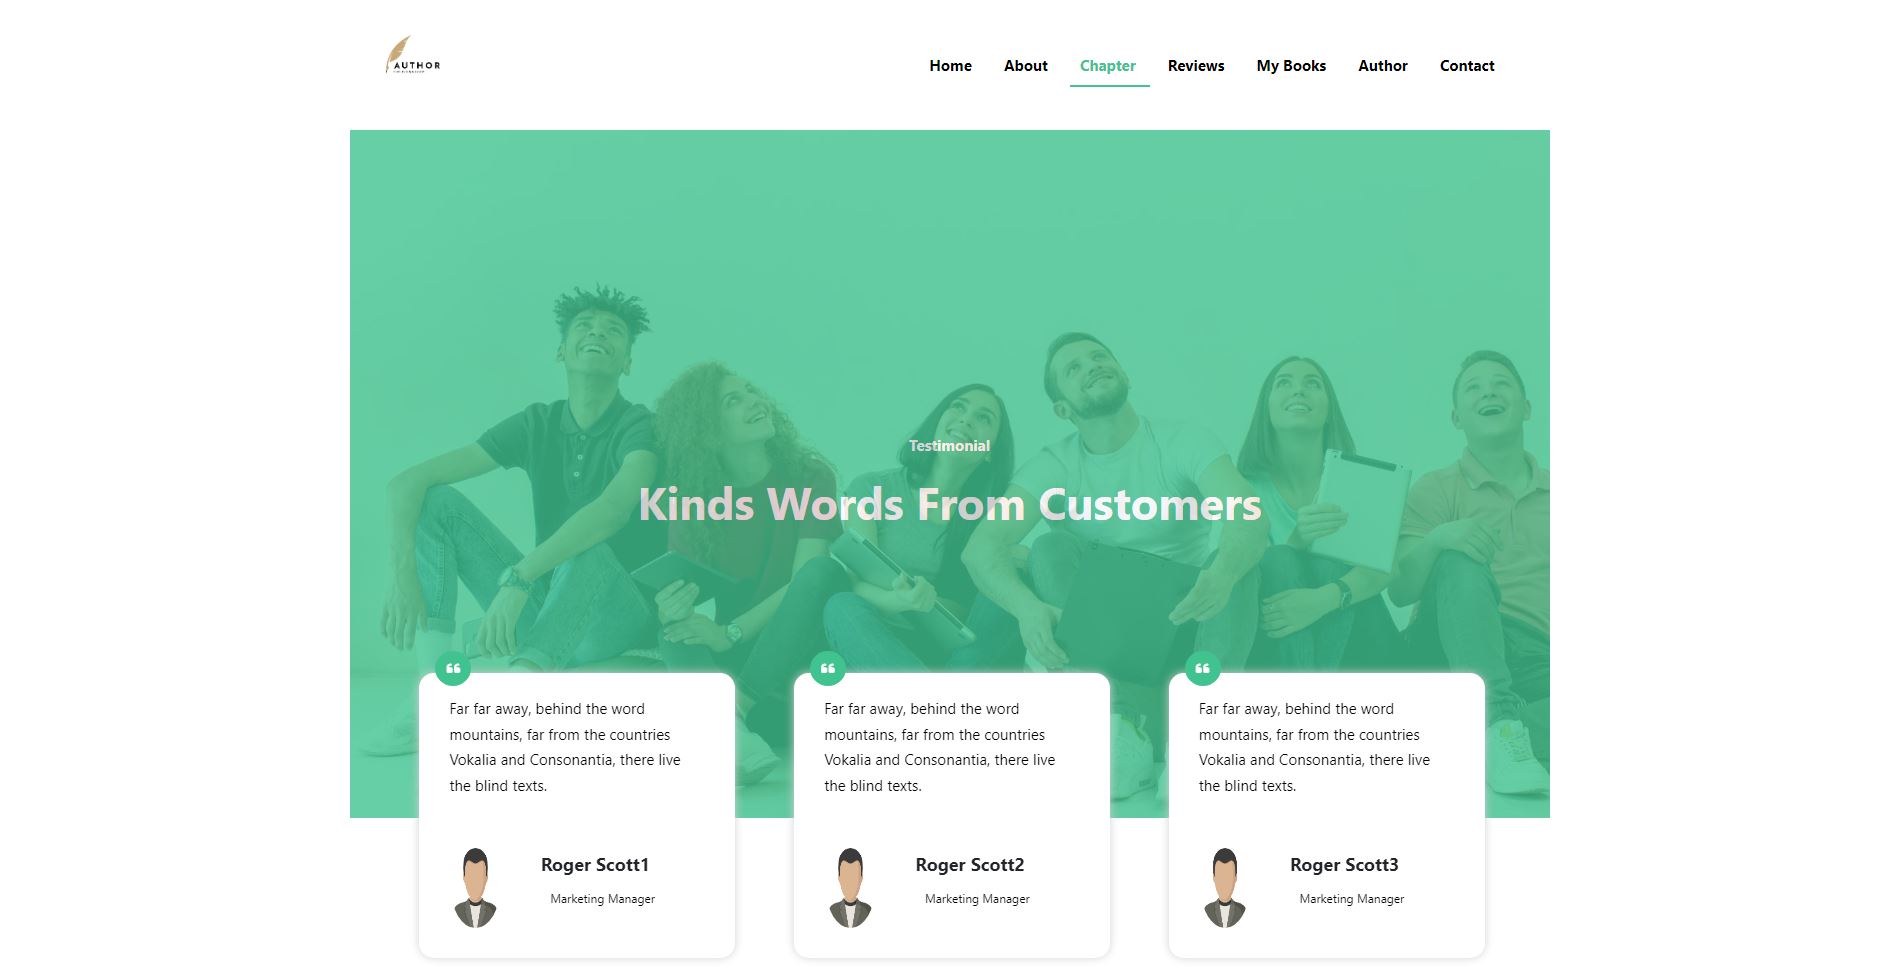 AUTHOR
Home About Chapter Reviews My Books Author Contact
Testimonial
Kinds Words From Customers
Far far away, behind the word
mountains, far from the countries
Vokalia and Consonantia, there live
the blind texts.
Roger Scott1
Marketing Manager
Far far away, behind the word
mountains, far from the countries
Vokalia and Consonantia, there live
the blind texts.
Roger Scott2
Marketing Manager
Far far away, behind the word
mountains, far from the countries
Vokalia and Consonantia, there live
the blind texts.
Roger Scott3
Marketing Manager